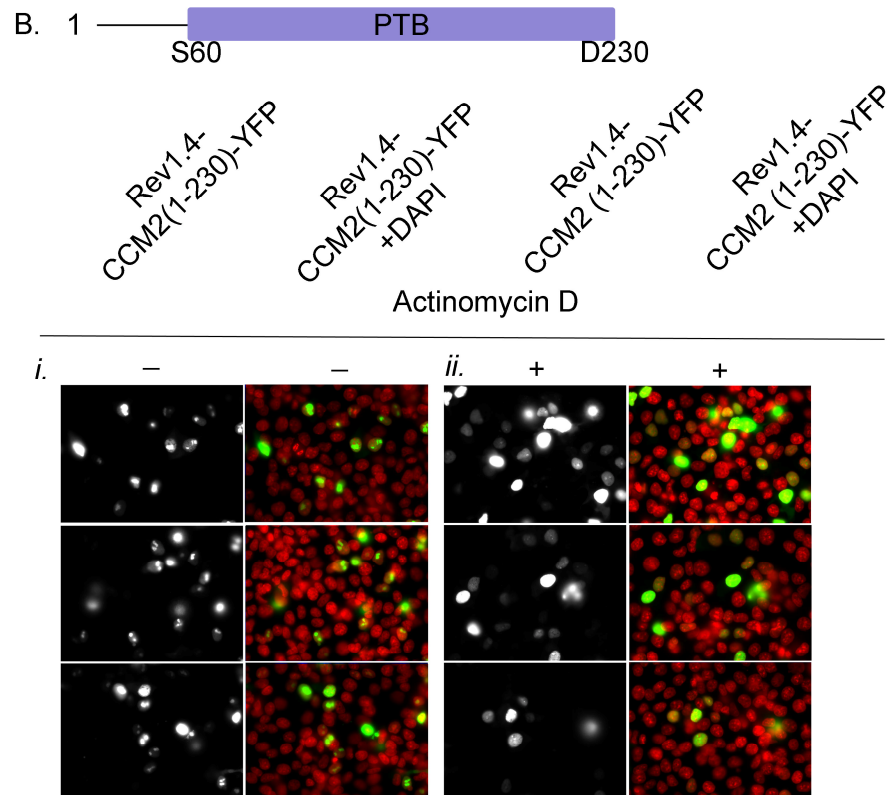 B. 1 PTB
S60 D230
Rev1.4-
CCM2(1-230)-YFP
Rev1.4-
CCM2(1-230)-YFP
+DAPI
Rev1.4-
CCM2 (1-230)-YFP
Rev1.4-
CCM2 (1-230)-YFP
+DAPI
Actinomycin D
i. – – ii. + +